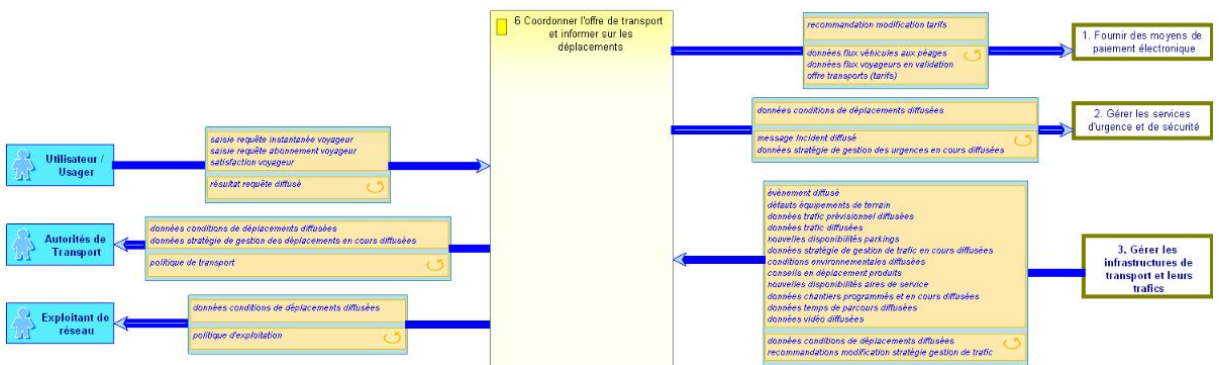 6 Coordonner l'offre de transport
et informer sur les
déplacements
Utilisateur /
Usager
saisie requête instantanée voyageur
saisie requête abonnement voyageur
satisfaction voyageur
résultat requête diffusé
Autorités de
Transport
données conditions de déplacements diffusées
données stratégie de gestion des déplacements en cours diffusées
politique de transport
Exploitant de
réseau
données conditions de déplacements diffusées
politique d'exploitation
recommandation modification tarifs
données flux véhicules aux péages
données flux voyageurs en validation
offre transports (tarifs)
1. Fournir des moyens de
paiement électronique
données conditions de déplacements diffusées
message Incident diffusé
données stratégie de gestion des urgences en cours diffusées
2. Gérer les services
d'urgence et de sécurité
événement diffusé
défauts équipements de terrain
données trafic prévisionnel diffusées
données trafic diffusées
nouvelles disponibilités parkings
données stratégie de gestion de trafic en cours diffusées
conditions environnementales diffusées
conseils en déplacement produits
nouvelles disponibilités aires de service
données chantiers programmés et en cours diffusées
données temps de parcours diffusées
données vidéo diffusées
données conditions de déplacements diffusées
recommandations modification stratégie gestion de trafic
3. Gérer les
infrastructures de
transport et leurs
trafics